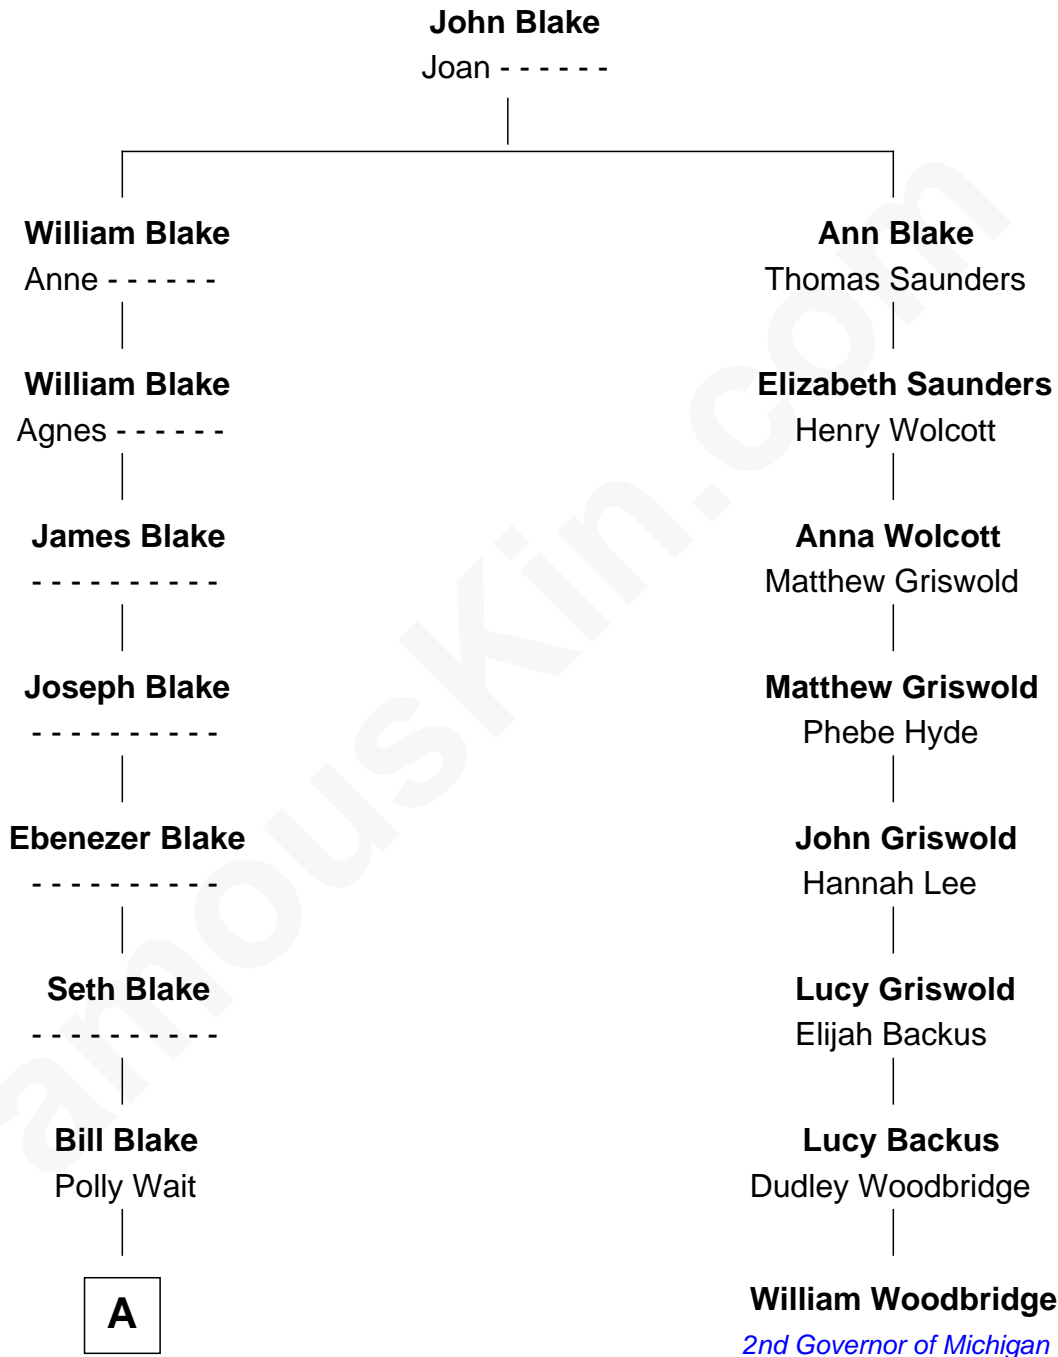 John Blake
Joan - - - - - -
William Blake
Anne - - - - - -
Ann Blake
Thomas Saunders
William Blake
Agnes - - - - - -
Elizabeth Saunders
Henry Wolcott
James Blake
- - - - - - - - - -
Anna Wolcott
Matthew Griswold
Joseph Blake
- - - - - - - - - -
Matthew Griswold
Phebe Hyde
Ebenezer Blake
- - - - - - - - - -
John Griswold
Hannah Lee
Seth Blake
- - - - - - - - - -
Lucy Griswold
Elijah Backus
Bill Blake
Polly Wait
Lucy Backus
Dudley Woodbridge
A
William Woodbridge
2nd Governor of Michigan
amousKin.com